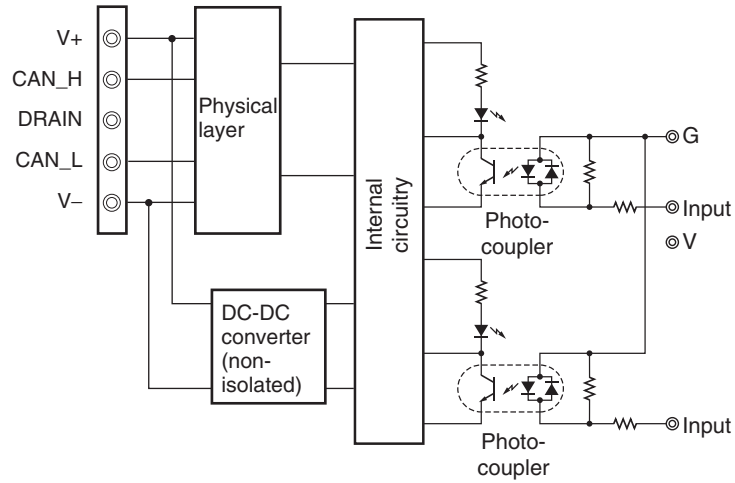 V+
CAN_H
DRAIN
CAN_L
V−
Physical
layer
DC-DC
converter
(non-
isolated)
Internal
circuitry
G
Input
V
Photo-
coupler
Input
Photo-
coupler